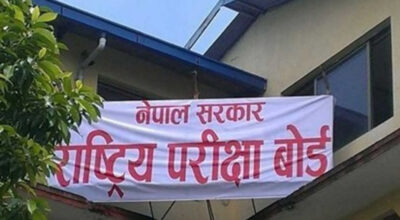 नेपाल सरकार
राष्ट्रिय परीक्षा बोर्ड